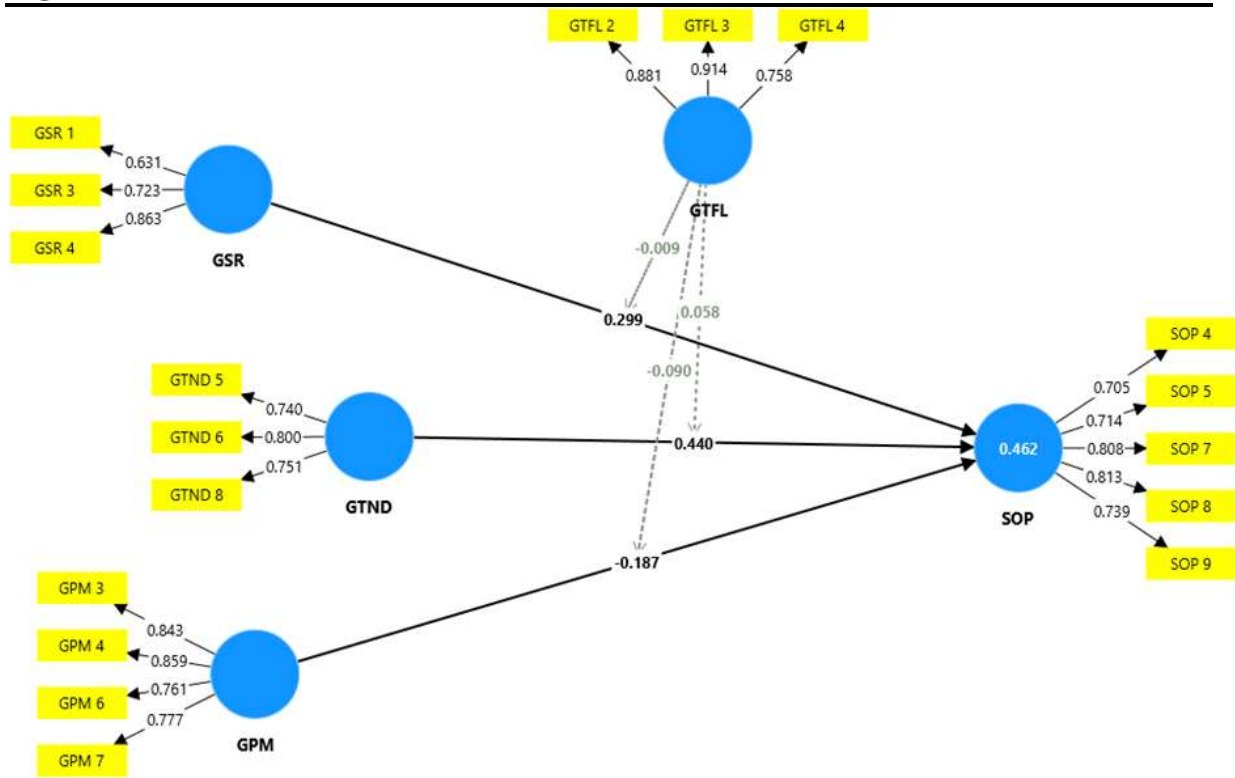 GTFL 2
GTFL 3
GTFL 4
0.881
0.914
0.758
GTFL
GSR 1
GSR 3
GSR 4
0.631
0.723
0.863
GSR
-0.009
0.299
0.058
-0.090
GTND 5
GTND 6
GTND 8
0.740
0.800
0.751
GTND
0.440
-0.187
0.462
SOP
0.705
0.714
0.808
0.813
0.739
SOP 4
SOP 5
SOP 7
SOP 8
SOP 9
GPM 3
GPM 4
GPM 6
GPM 7
0.843
0.859
0.761
0.777
GPM